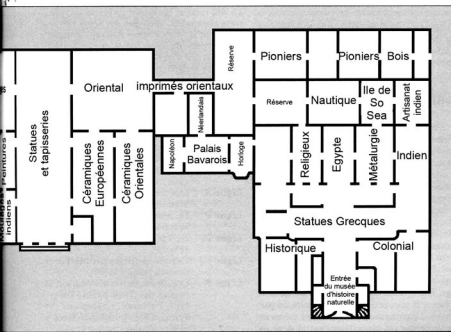 Pioniers
Pioniers
Bois
Réserve
Oriental
imprimés orientaux
Réserve
Nautique
Ile de
So
Sea
Artisanat
indien
Néerlandais
Statues
et tapisseries
Peintures
indiens
Céramiques
Européennes
Céramiques
Orientales
Napoléon
Palais
Bavarois
Horloge
Religieux
Egypte
Métallurgie
Indien
Statues Grecques
Historique
Colonial
Entrée
du musée
d'histoire
naturelle